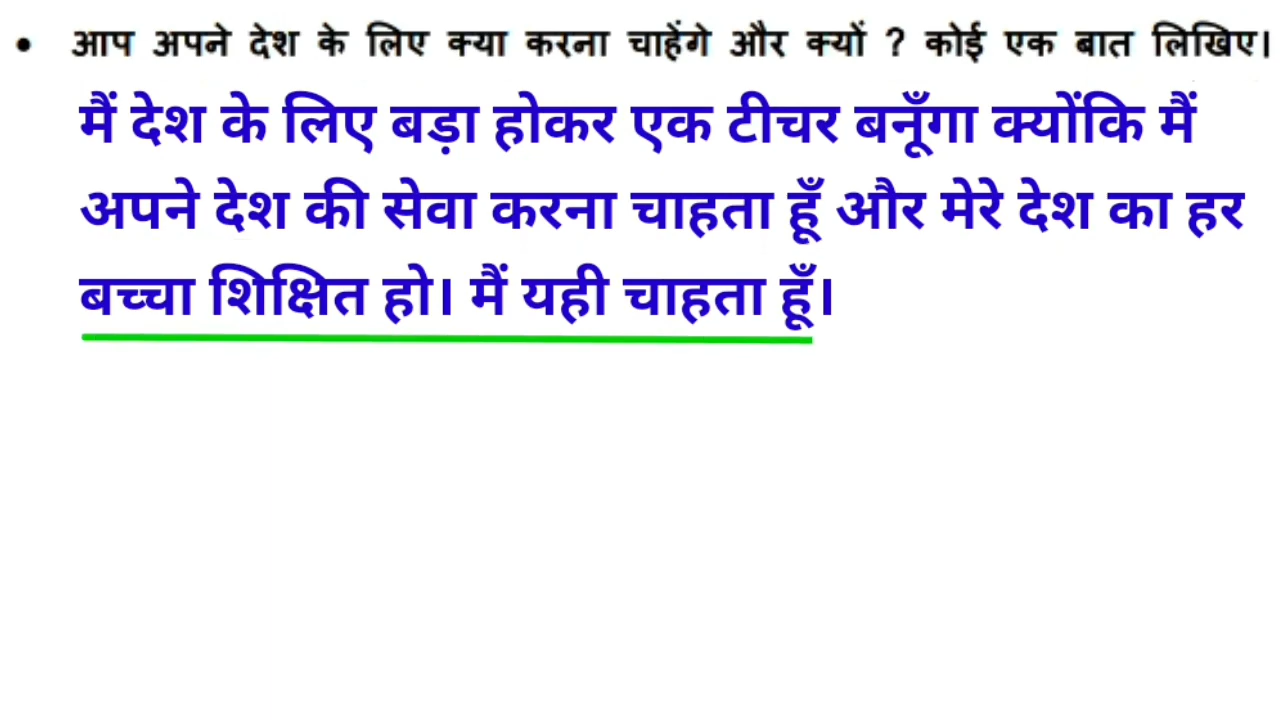 • आप अपने देश के लिए क्या करना चाहेंगे और क्यों ? कोई एक बात लिखिए।
मैं देश के लिए बड़ा होकर एक टीचर बनूँगा क्योंकि मैं
अपने देश की सेवा करना चाहता हूँ और मेरे देश का हर
बच्चा शिक्षित हो। मैं यही चाहता हूँ।